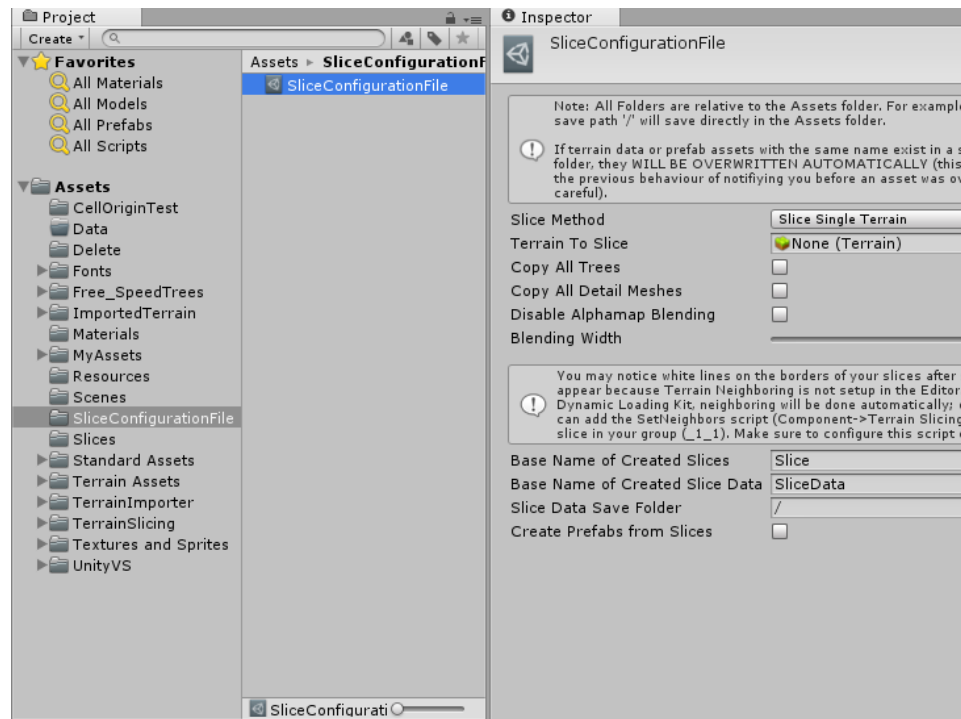 Project
Create
Favorites
All Materials
All Models
All Prefabs
All Scripts
Assets
CellOriginTest
Data
Delete
Fonts
Free_SpeedTrees
ImportedTerrain
Materials
MyAssets
Resources
Scenes
SliceConfigurationFile
Slices
Standard Assets
Terrain Assets
TerrainImporter
TerrainSlicing
Textures and Sprites
UnityVS
Assets SliceConfigurationF
SliceConfigurationFile
SliceConfigurati
Inspector
SliceConfigurationFile
Note: All Folders are relative to the Assets folder. For example
save path '/' will save directly in the Assets folder.
If terrain data or prefab assets with the same name exist in a s
folder, they WILL BE OVERWRITTEN AUTOMATICALLY (this
the previous behaviour of notifiying you before an asset was ov
careful).
Slice Method Slice Single Terrain
Terrain To Slice None (Terrain)
Copy All Trees
Copy All Detail Meshes
Disable Alphamap Blending
Blending Width
You may notice white lines on the borders of your slices after
appear because Terrain Neighboring is not setup in the Editor
Dynamic Loading Kit, neighboring will be done automatically;
can add the SetNeighbors script (Component->Terrain Slicing
slice in your group (_1_1). Make sure to configure this script
Base Name of Created Slices Slice
Base Name of Created Slice Data SliceData
Slice Data Save Folder /
Create Prefabs from Slices